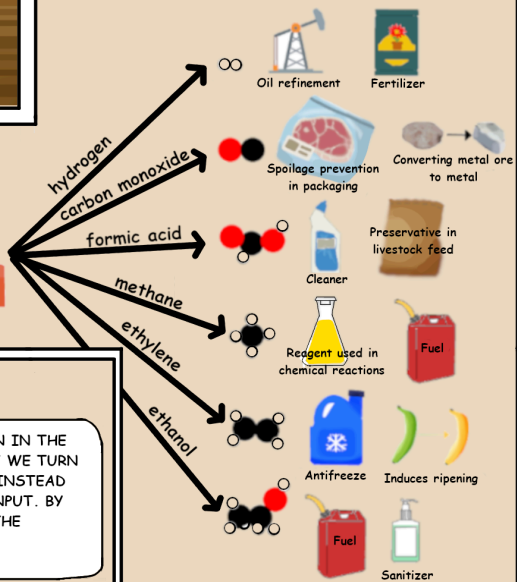 hydrogen
Oil refinement
Fertilizer
carbon monoxide
Spoilage prevention
in packaging
Converting metal ore
to metal
formic acid
Cleaner
Preservative in
livestock feed
methane
Reagent used in
chemical reactions
Fuel
ethylene
Antifreeze
Induces ripening
ethanol
Fuel
Sanitizer
N IN THE
WE TURN
INSTEAD
NPUT. BY
THE